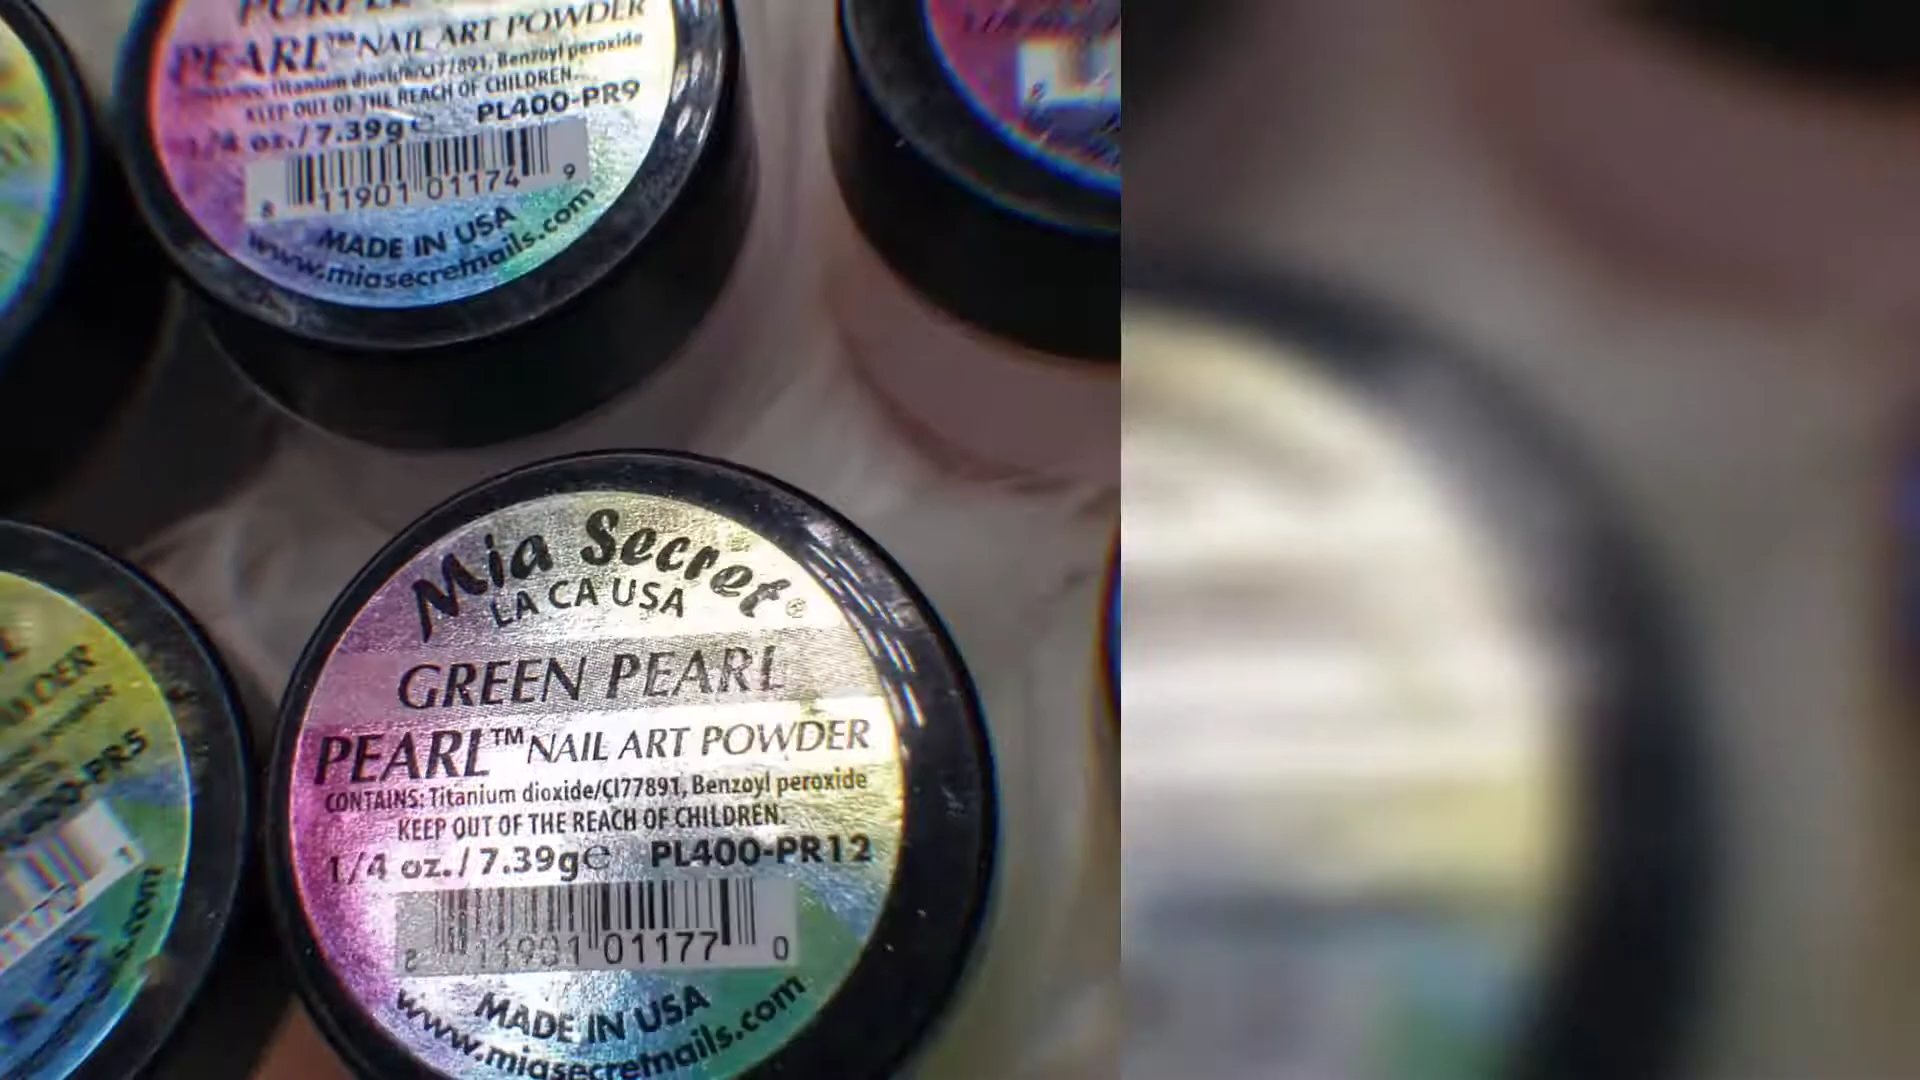 PURPLE
PEARL™ NAIL ART POWDER
Titanium dioxide/CI77891, Benzoyl peroxide
KEEP OUT OF THE REACH OF CHILDREN.
1/4 oz./7.39g℮ PL400-PR9
8 11901 01174 9
MADE IN USA
www.miasecretnails.com
Mia Secret®
LA CA USA
GREEN PEARL
PEARL™ NAIL ART POWDER
CONTAINS: Titanium dioxide/CI77891, Benzoyl peroxide
KEEP OUT OF THE REACH OF CHILDREN.
1/4 oz./7.39g℮ PL400-PR12
8 11901 01177 0
MADE IN USA
www.miasecretnails.com
PL400-PR5